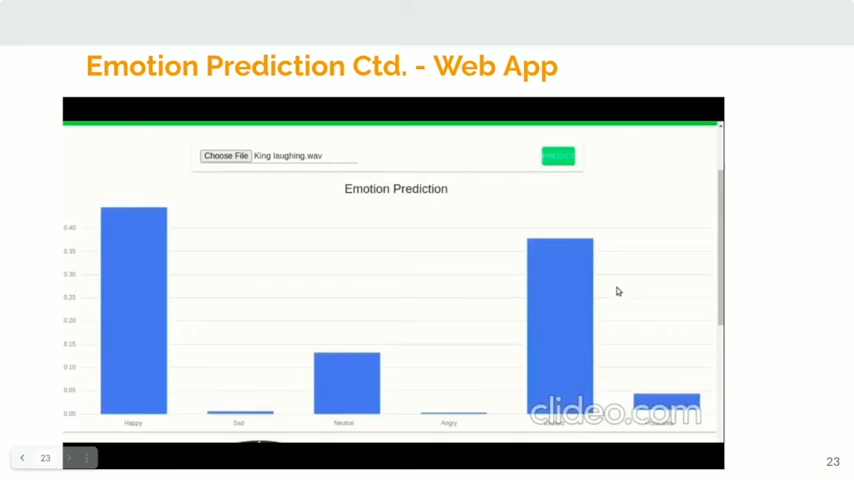 Emotion Prediction Ctd. - Web App
Choose File King laughing.wav
PREDICT
Emotion Prediction
0.40
0.35
0.30
0.25
0.20
0.15
0.10
0.05
0.00
Happy Sad Neutral Angry
clideo.com
23
23